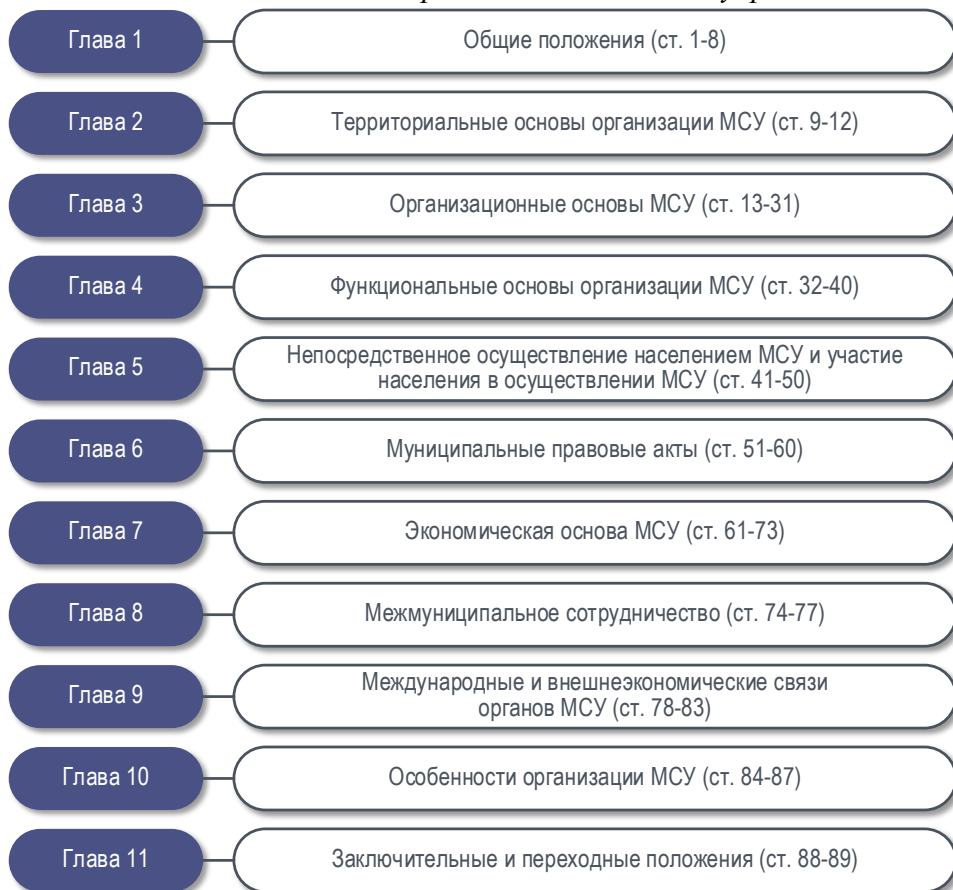 Глава 1
Общие положения (ст. 1-8)
Глава 2
Территориальные основы организации МСУ (ст. 9-12)
Глава 3
Организационные основы МСУ (ст. 13-31)
Глава 4
Функциональные основы организации МСУ (ст. 32-40)
Глава 5
Непосредственное осуществление населением МСУ и участие
населения в осуществлении МСУ (ст. 41-50)
Глава 6
Муниципальные правовые акты (ст. 51-60)
Глава 7
Экономическая основа МСУ (ст. 61-73)
Глава 8
Межмуниципальное сотрудничество (ст. 74-77)
Глава 9
Международные и внешнеэкономические связи
органов МСУ (ст. 78-83)
Глава 10
Особенности организации МСУ (ст. 84-87)
Глава 11
Заключительные и переходные положения (ст. 88-89)